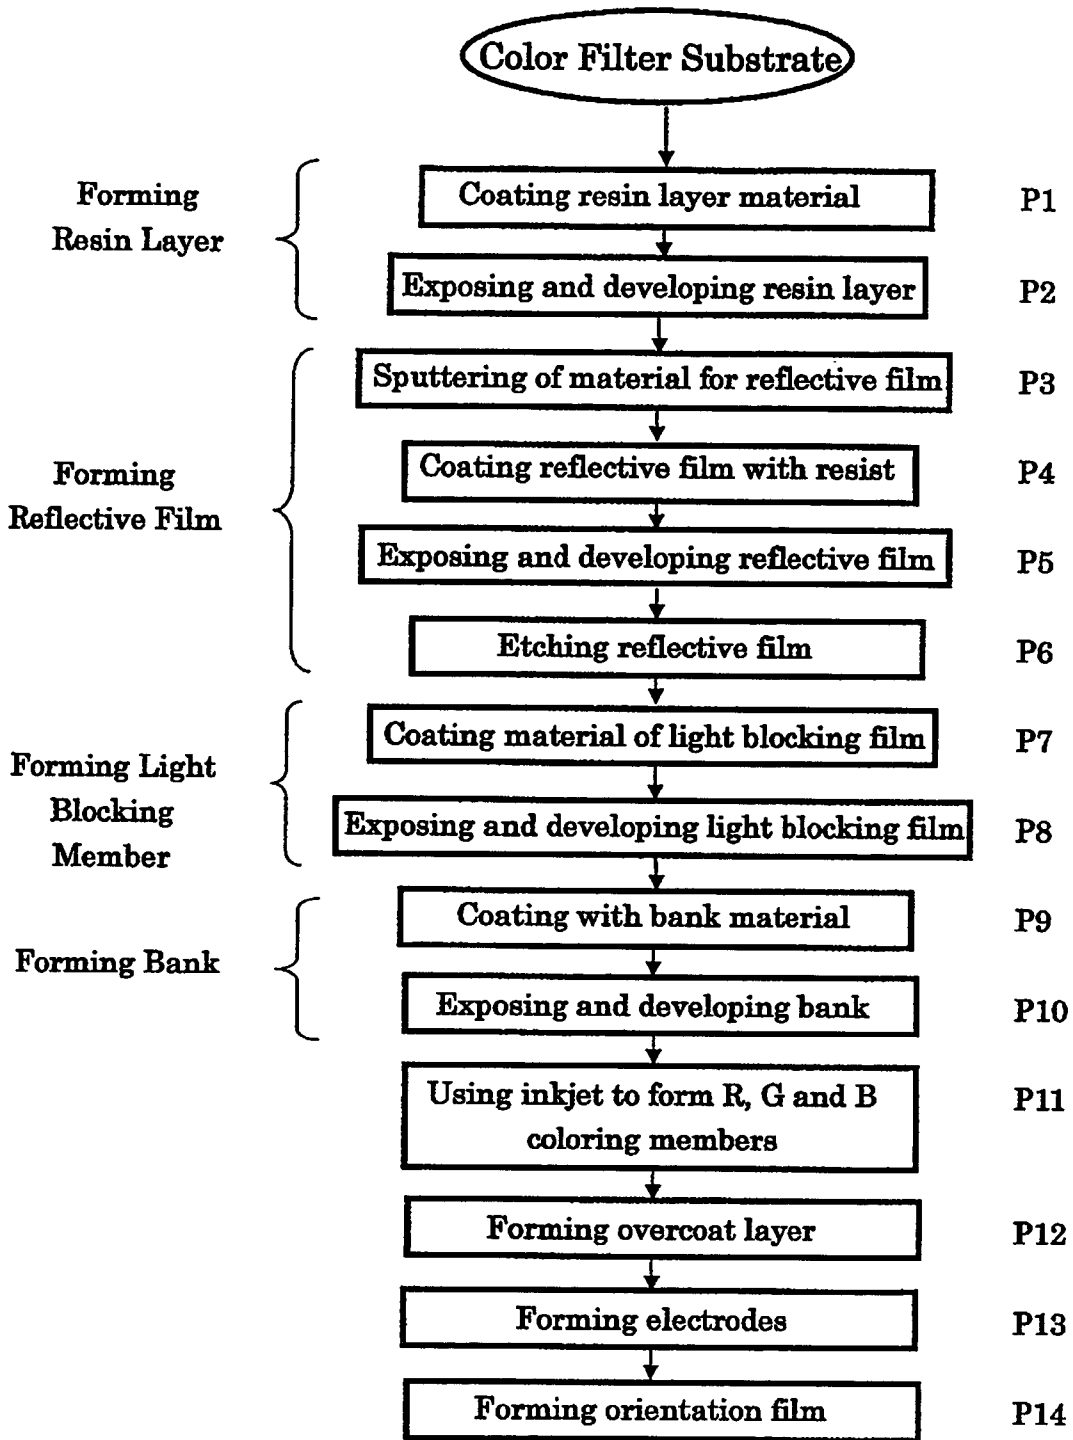 Color Filter Substrate
Forming
Resin Layer
Coating resin layer material
P1
Exposing and developing resin layer
P2
Forming
Reflective Film
Sputtering of material for reflective film
P3
Coating reflective film with resist
P4
Exposing and developing reflective film
P5
Etching reflective film
P6
Forming Light
Blocking
Member
Coating material of light blocking film
P7
Exposing and developing light blocking film
P8
Forming Bank
Coating with bank material
P9
Exposing and developing bank
P10
Using inkjet to form R, G and B
coloring members
P11
Forming overcoat layer
P12
Forming electrodes
P13
Forming orientation film
P14